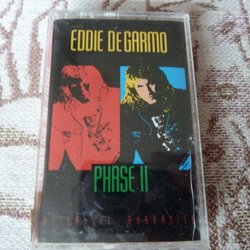 EDDIE DEGARMO
PHASE II